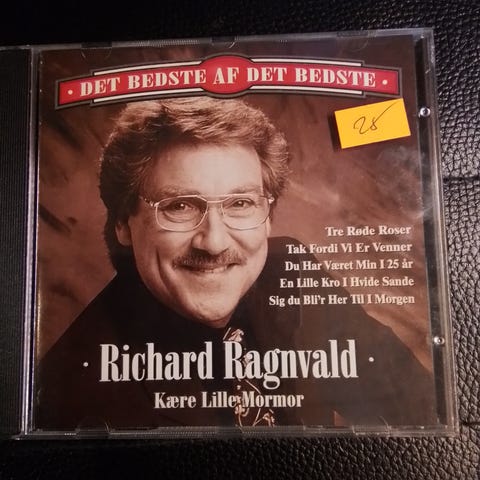 · DET BEDSTE AF DET BEDSTE ·
25
Tre Røde Roser
Tak Fordi Vi Er Venner
Du Har Været Min I 25 år
En Lille Kro I Hvide Sande
Sig du Bli'r Her Til I Morgen
· Richard Ragnvald ·
Kære Lille Mormor